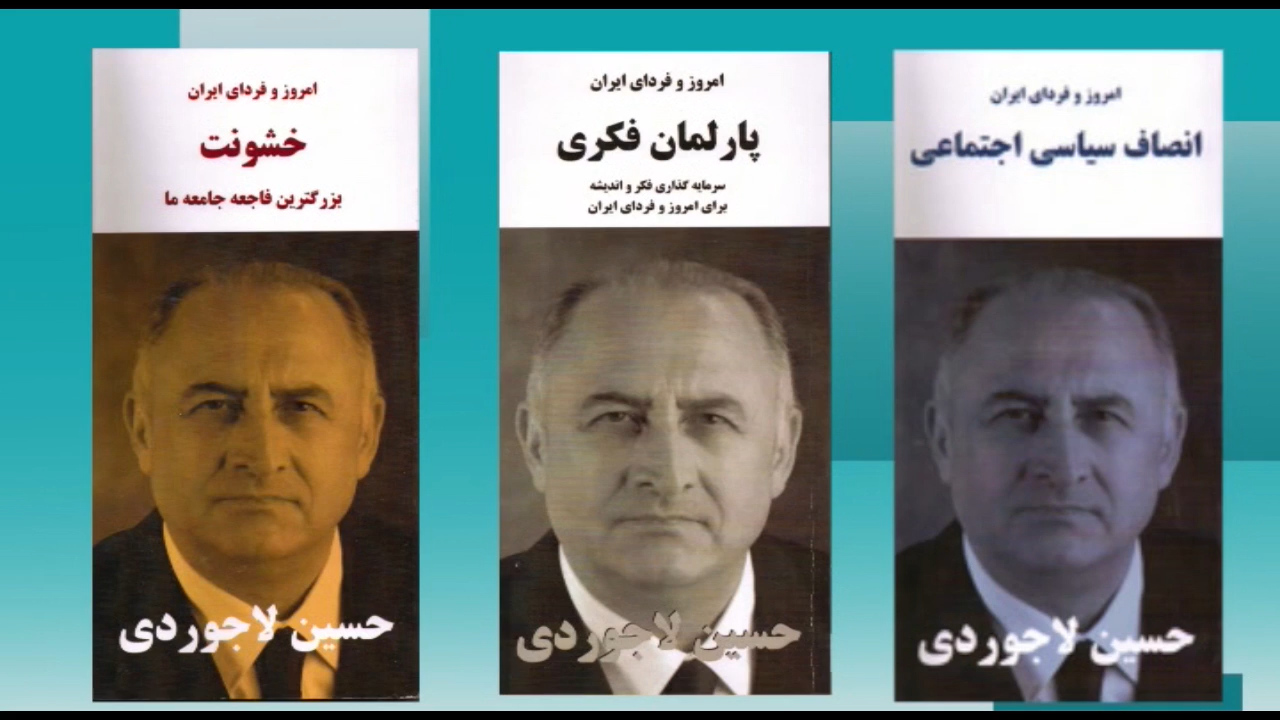 امروز و فردای ایران
خشونت
بزرگترین فاجعه جامعه ما
حسین لاجوردی
امروز و فردای ایران
پارلمان فکری
سرمایه گذاری فکر و اندیشه
برای امروز و فردای ایران
حسین لاجوردی
امروز و فردای ایران
انصاف سیاسی اجتماعی
حسین لاجوردی